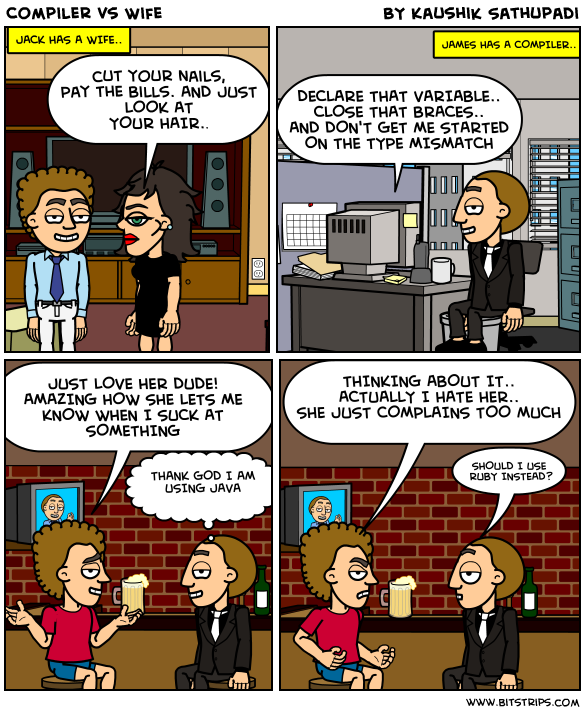 COMPILER VS WIFE
BY KAUSHIK SATHUPADI
JACK HAS A WIFE..
CUT YOUR NAILS,
PAY THE BILLS. AND JUST
LOOK AT
YOUR HAIR..
JAMES HAS A COMPILER..
DECLARE THAT VARIABLE..
CLOSE THAT BRACES..
AND DON'T GET ME STARTED
ON THE TYPE MISMATCH
JUST LOVE HER DUDE!
AMAZING HOW SHE LETS ME
KNOW WHEN I SUCK AT
SOMETHING
THANK GOD I AM
USING JAVA
THINKING ABOUT IT..
ACTUALLY I HATE HER..
SHE JUST COMPLAINS TOO MUCH
SHOULD I USE
RUBY INSTEAD?
WWW.BITSTRIPS.COM